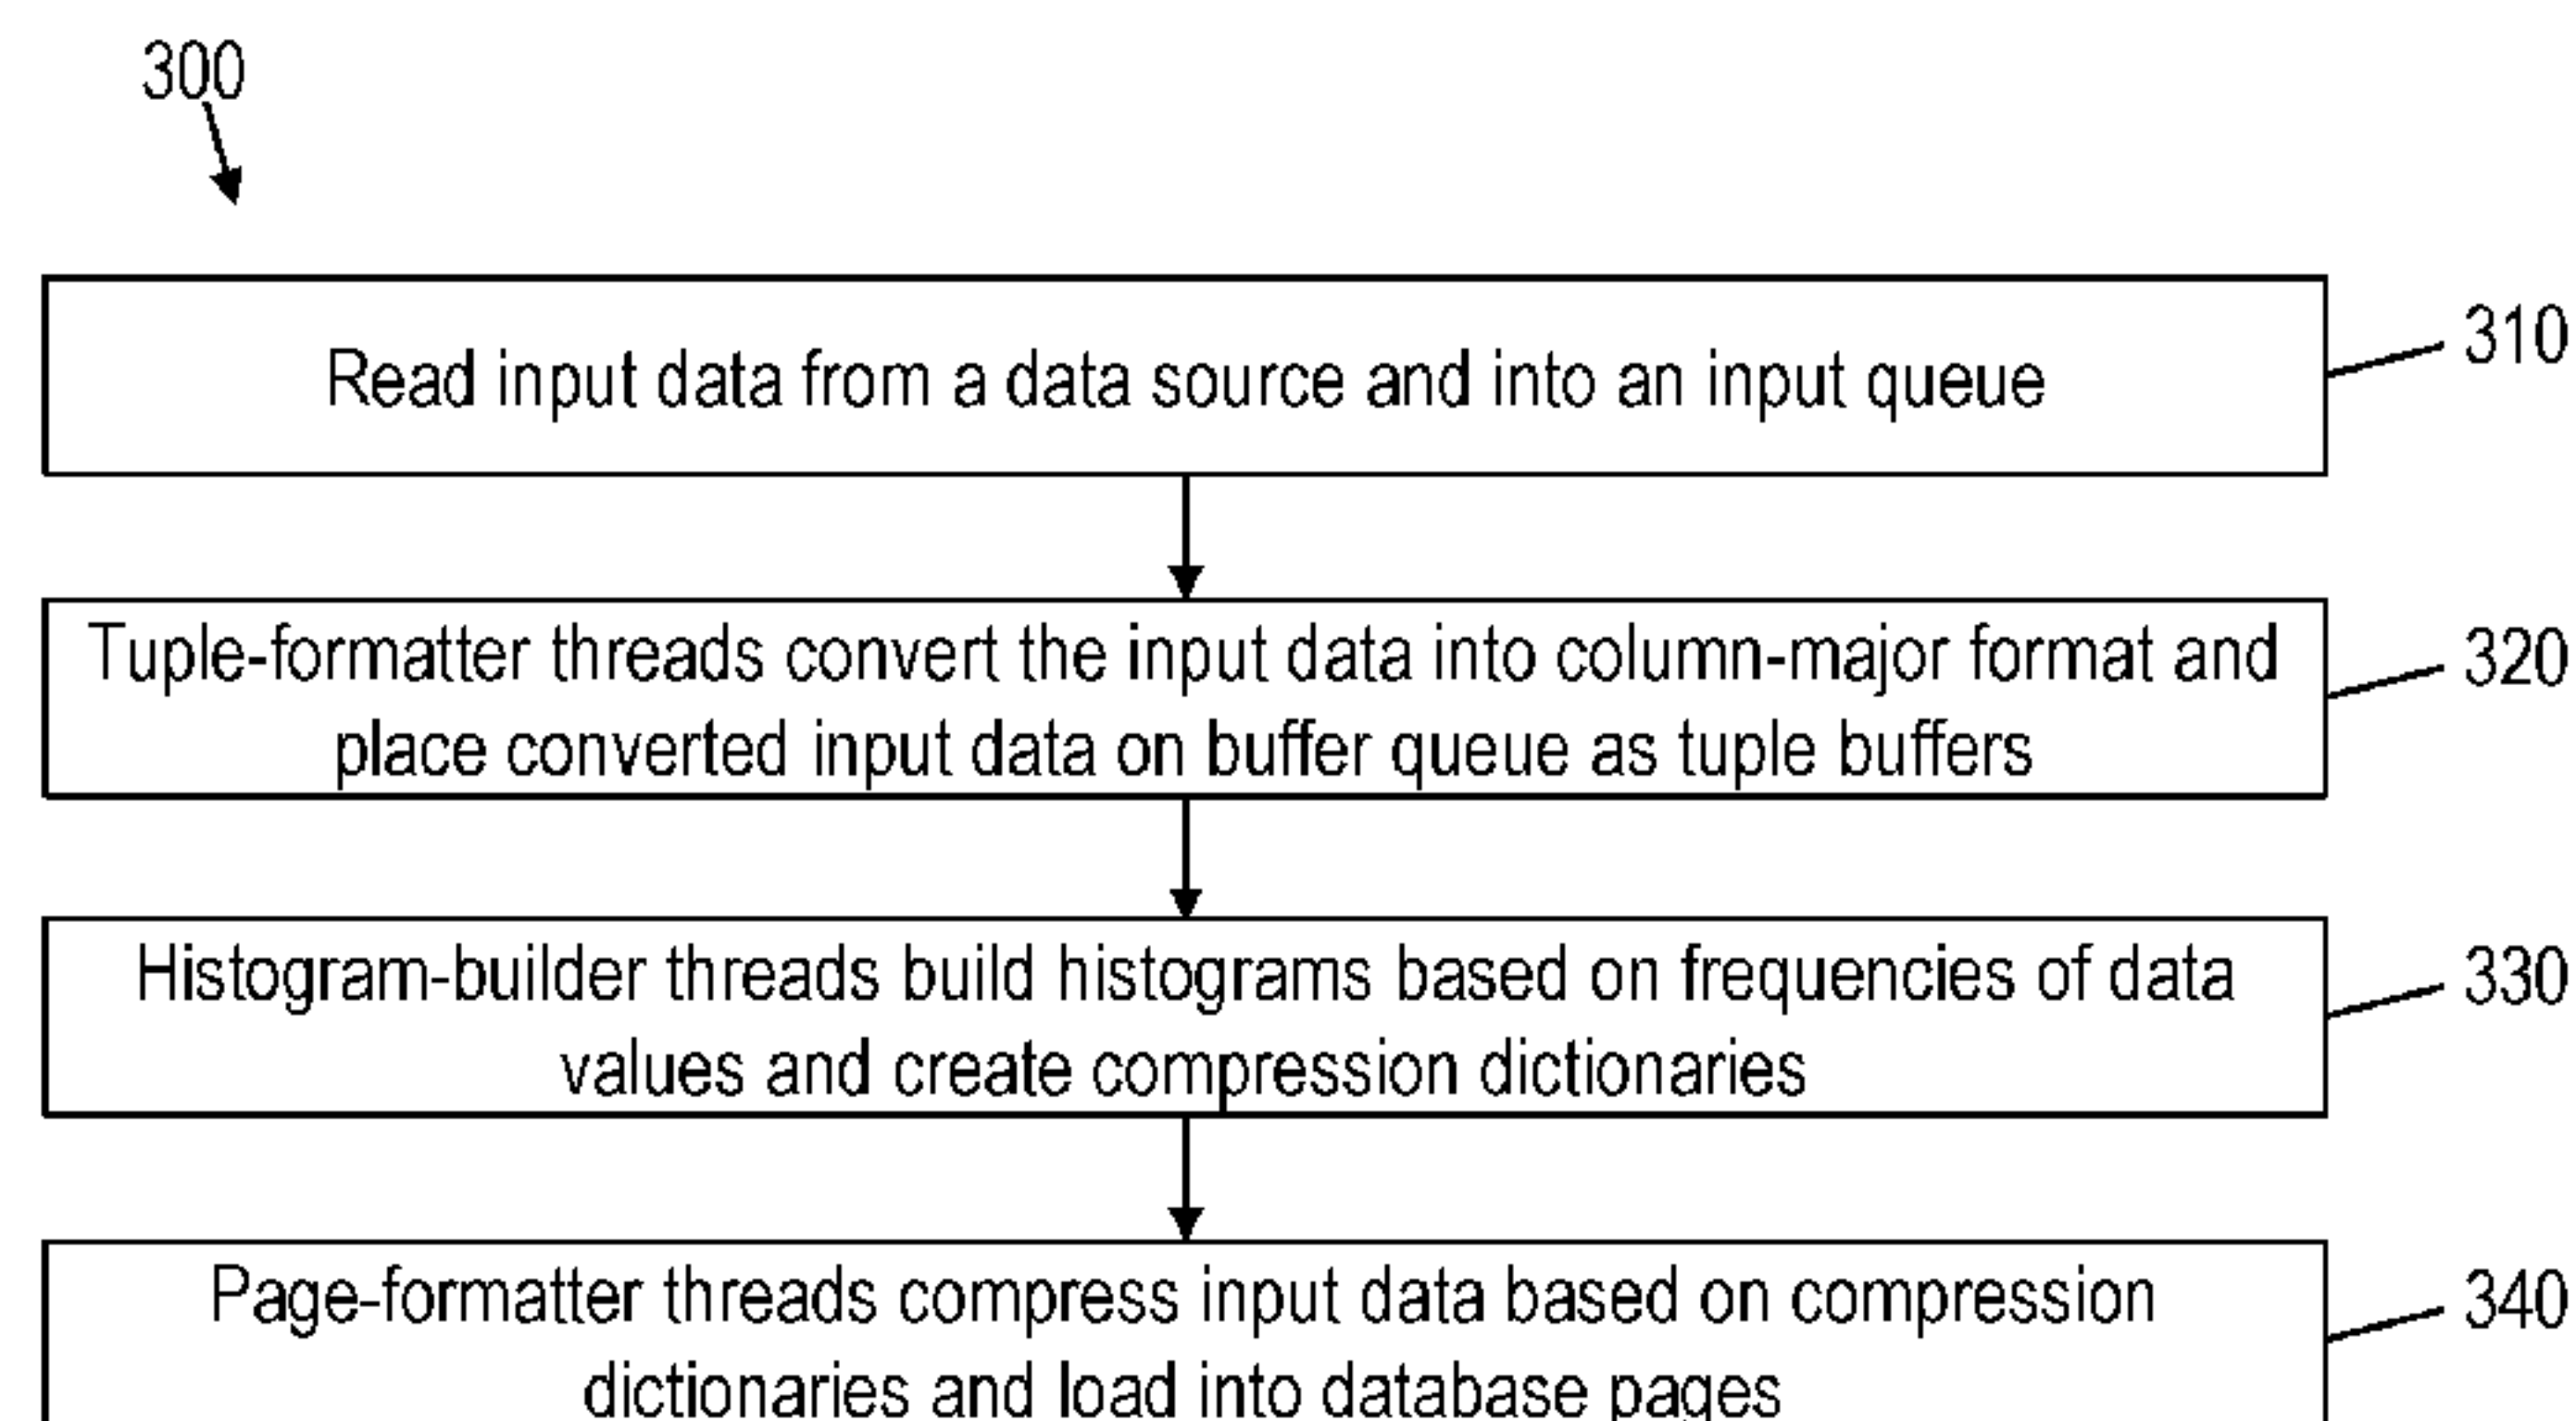 300
Read input data from a data source and into an input queue
310
Tuple-formatter threads convert the input data into column-major format and
place converted input data on buffer queue as tuple buffers
320
Histogram-builder threads build histograms based on frequencies of data
values and create compression dictionaries
330
Page-formatter threads compress input data based on compression
dictionaries and load into database pages
340